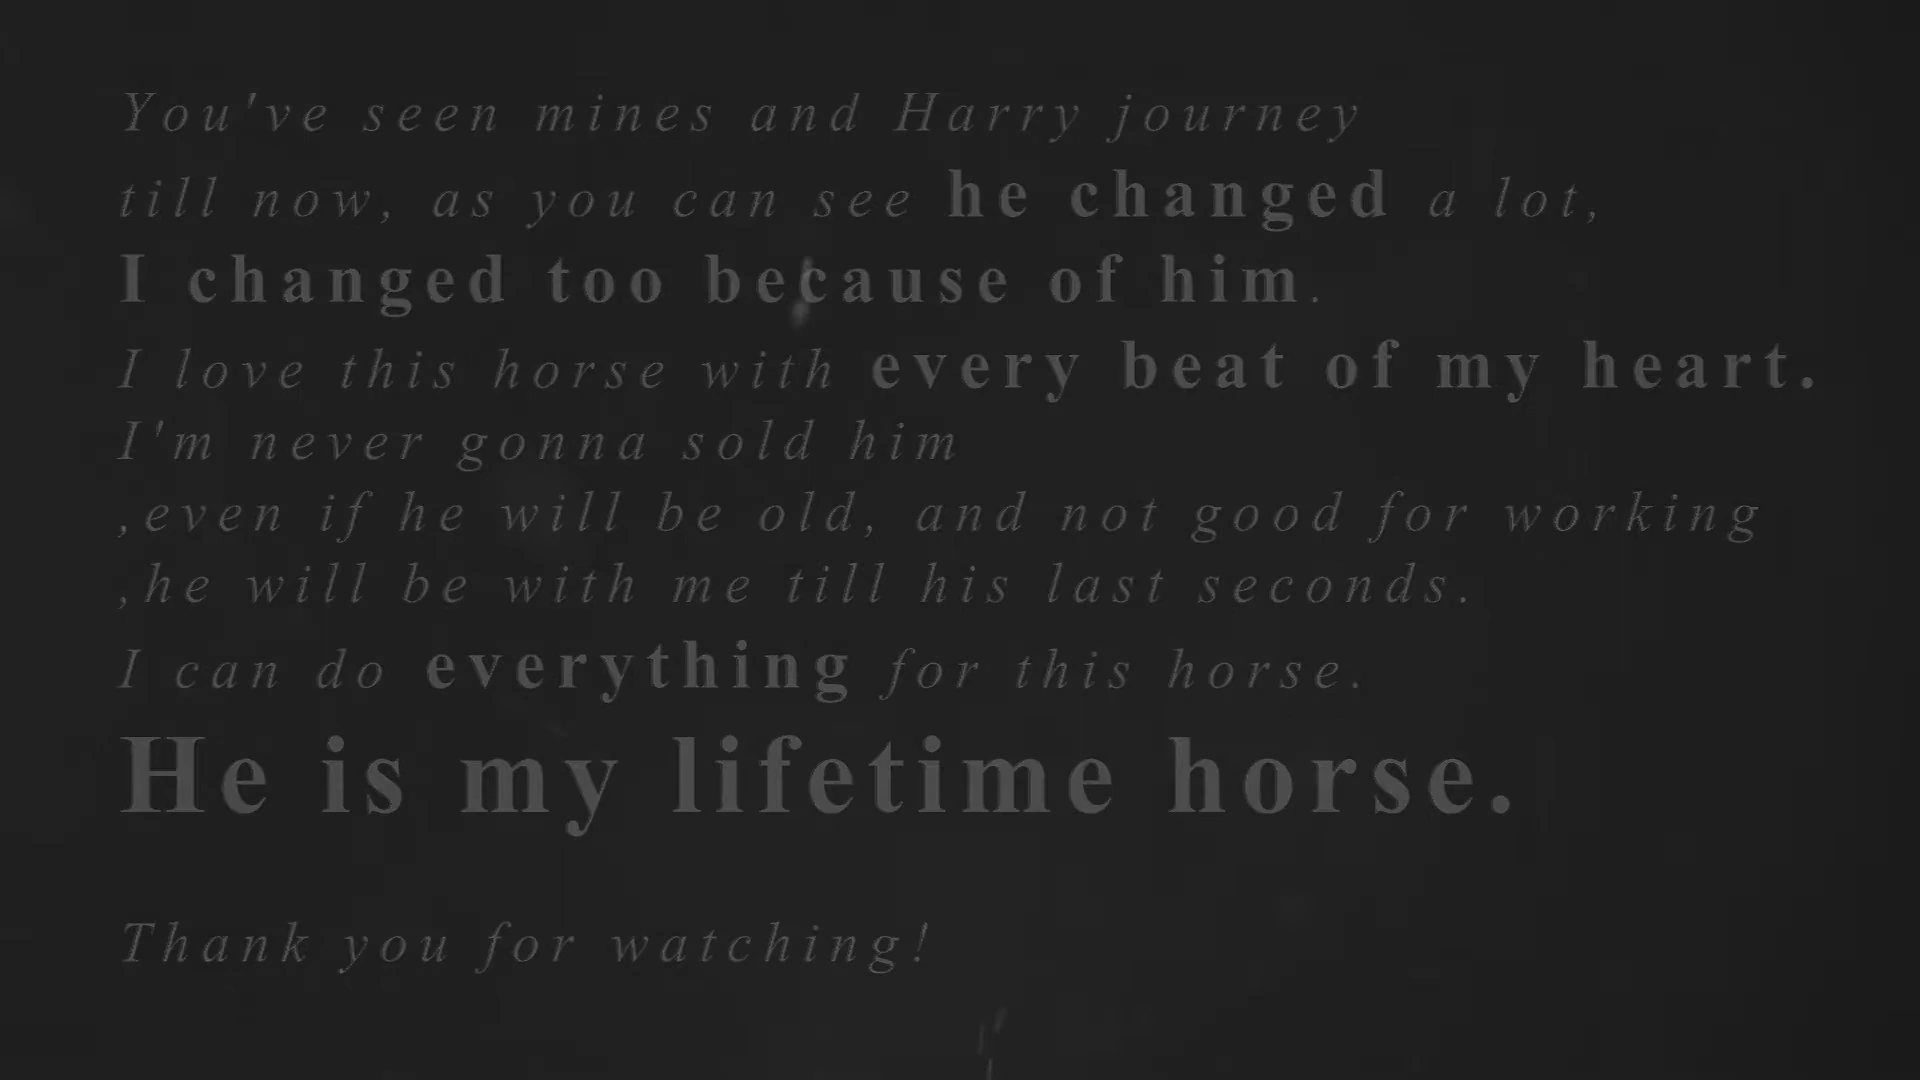 You've seen mines and Harry journey
till now, as you can see he changed a lot,
I changed too because of him.
I love this horse with every beat of my heart.
I'm never gonna sold him
,even if he will be old, and not good for working
,he will be with me till his last seconds.
I can do everything for this horse.
He is my lifetime horse.
Thank you for watching!